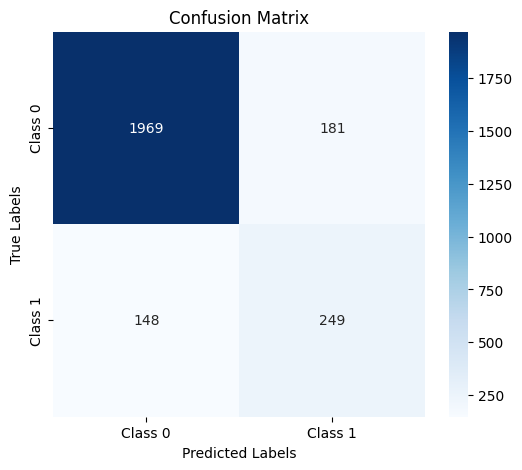 Confusion Matrix
1969 181
148 249
Class 0
Class 1
True Labels
Class 0 Class 1
Predicted Labels
1750
1500
1250
1000
750
500
250